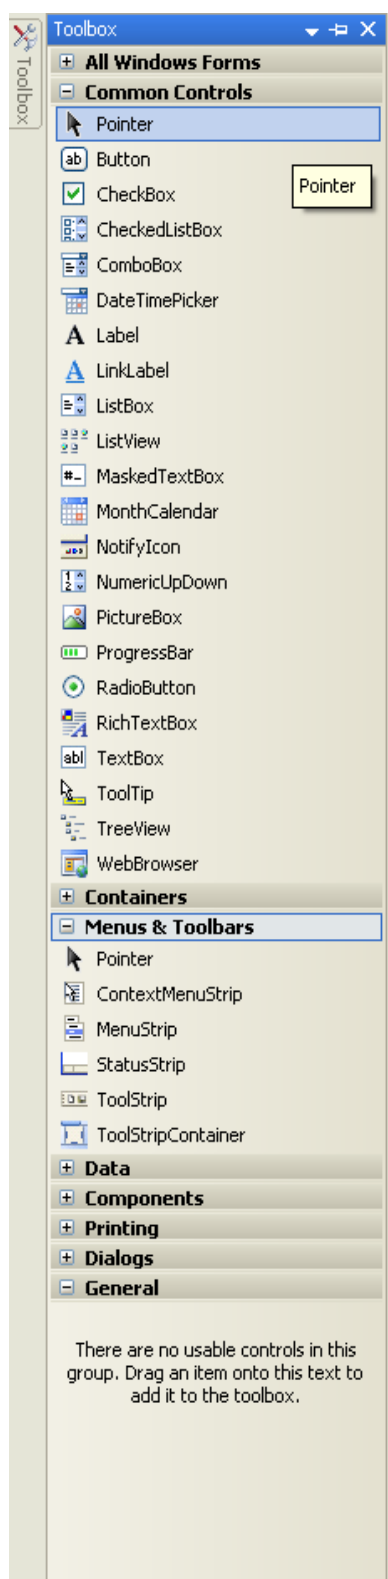 Toolbox
Toolbox
All Windows Forms
Common Controls
Pointer
Button
Pointer
CheckBox
CheckedListBox
ComboBox
DateTimePicker
Label
LinkLabel
ListBox
ListView
MaskedTextBox
MonthCalendar
NotifyIcon
NumericUpDown
PictureBox
ProgressBar
RadioButton
RichTextBox
TextBox
ToolTip
TreeView
WebBrowser
Containers
Menus & Toolbars
Pointer
ContextMenuStrip
MenuStrip
StatusStrip
ToolStrip
ToolStripContainer
Data
Components
Printing
Dialogs
General
There are no usable controls in this
group. Drag an item onto this text to
add it to the toolbox.